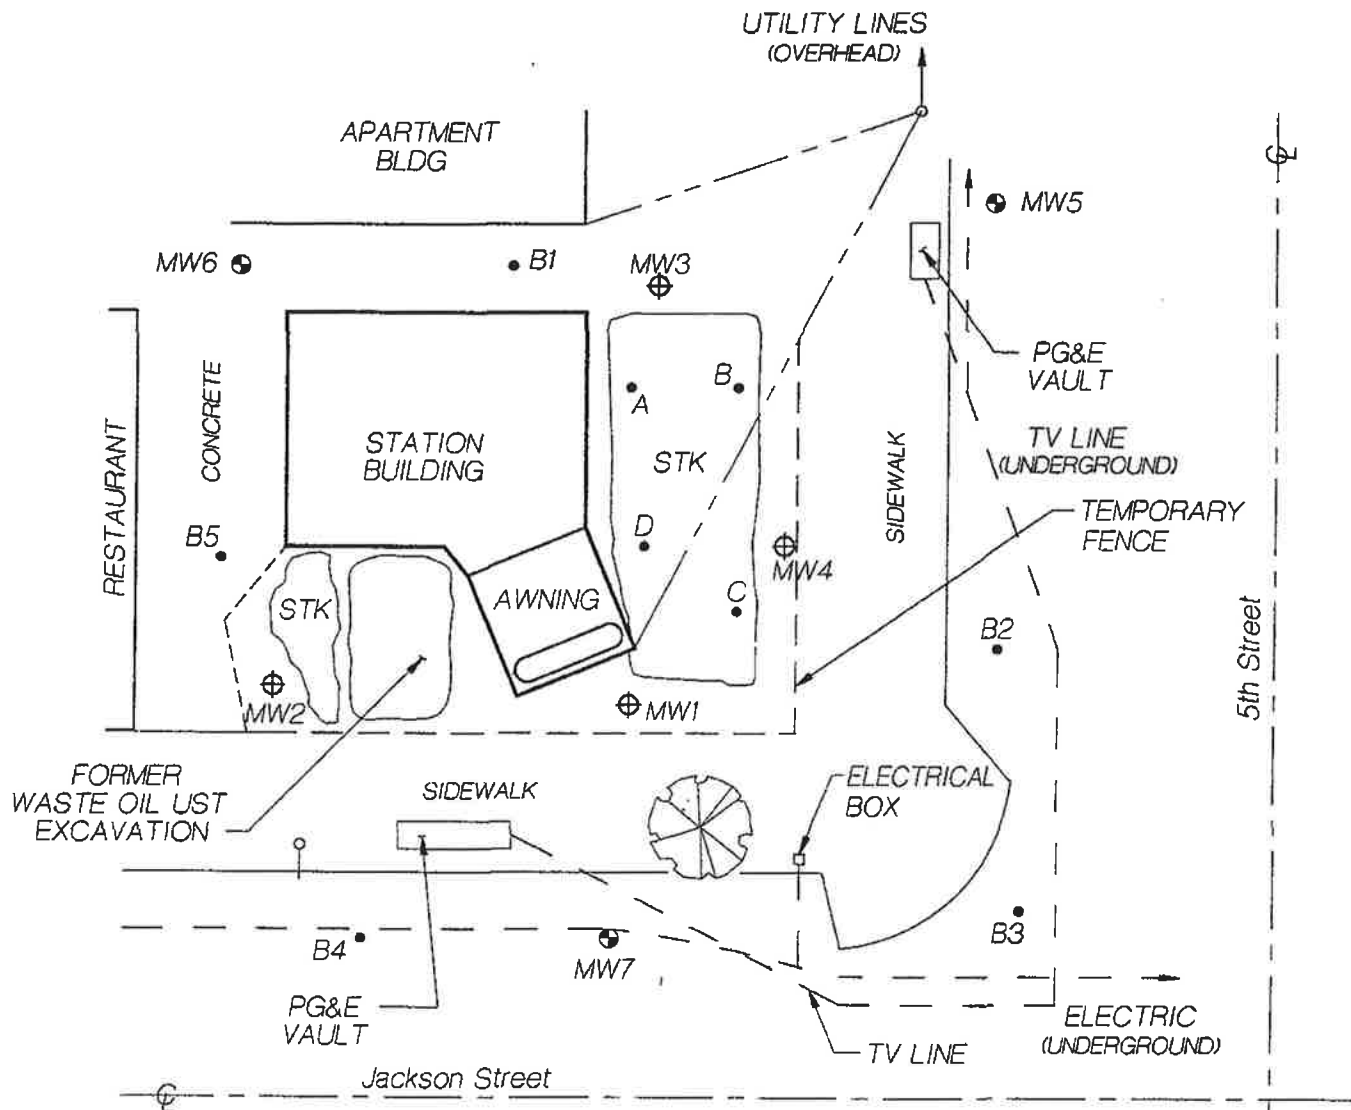 UTILITY LINES
(OVERHEAD)
APARTMENT
BLDG
MW5
MW6
B1
MW3
PG&E
VAULT
CONCRETE
RESTAURANT
STATION
BUILDING
A
B
STK
TV LINE
(UNDERGROUND)
SIDEWALK
TEMPORARY
FENCE
D
MW4
C
B5
STK
AWNING
B2
5th Street
MW2
MW1
FORMER
WASTE OIL UST
EXCAVATION
SIDEWALK
ELECTRICAL
BOX
B4
MW7
B3
PG&E
VAULT
TV LINE
ELECTRIC
(UNDERGROUND)
Jackson Street